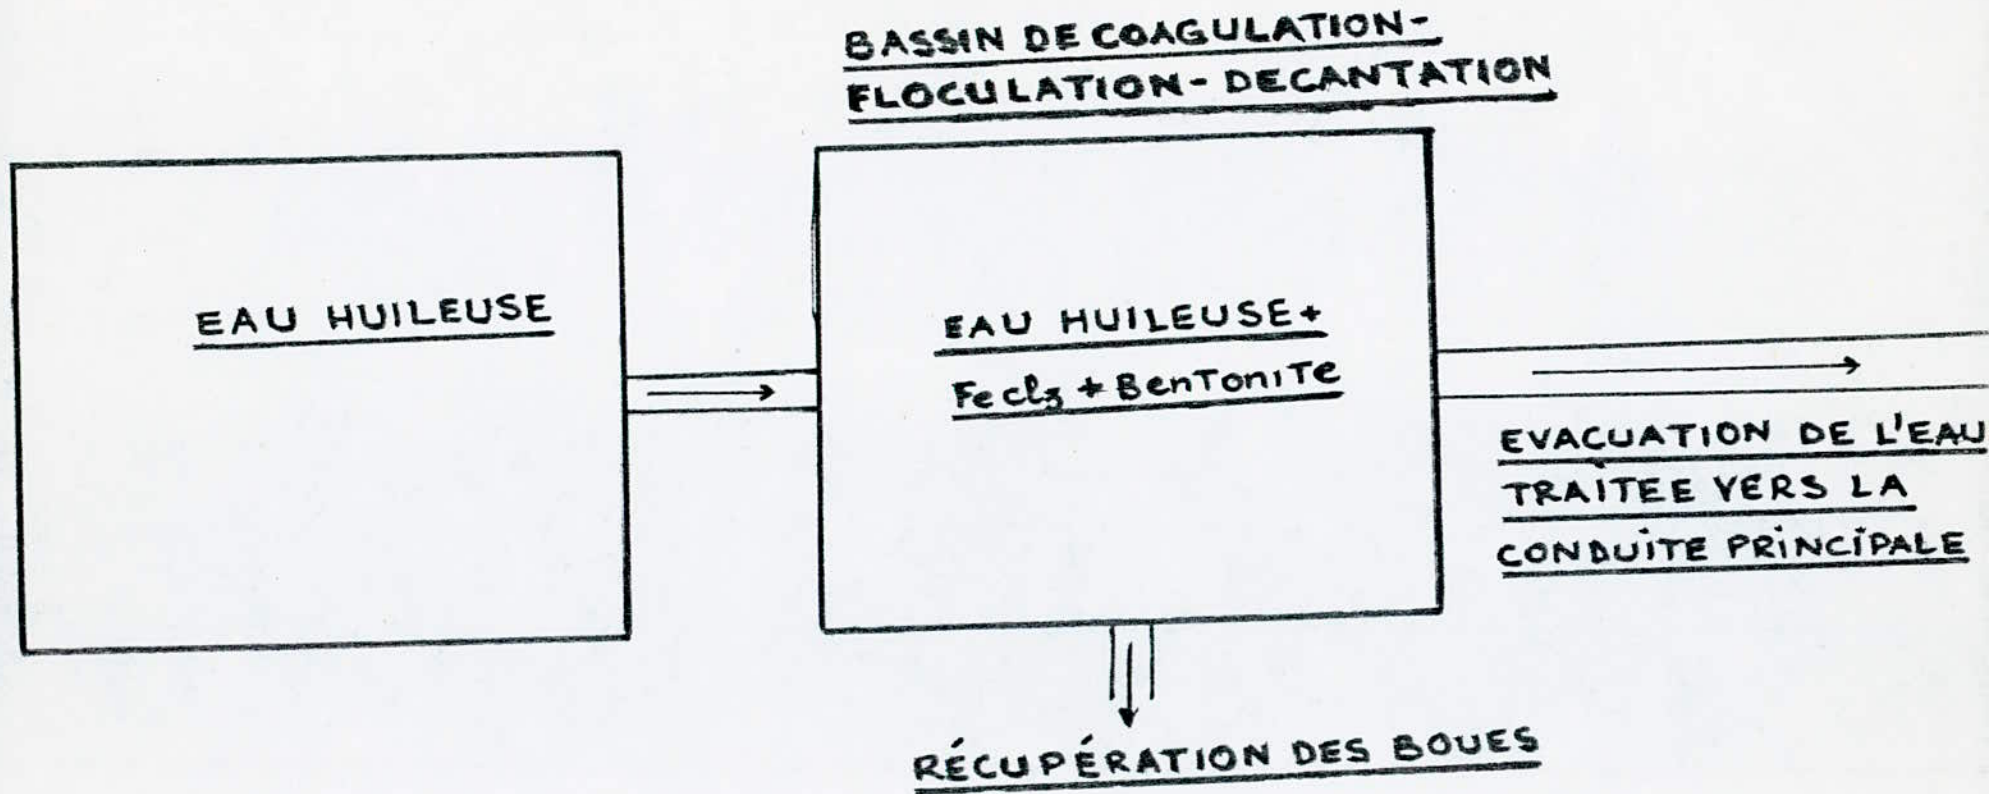 BASSIN DE COAGULATION-
FLOCULATION - DECANTATION
EAU HUILEUSE
EAU HUILEUSE +
Fecl3 + BenToniTe
EVACUATION DE L'EAU
TRAITEE VERS LA
CONDUITE PRINCIPALE
RÉCUPÉRATION DES BOUES